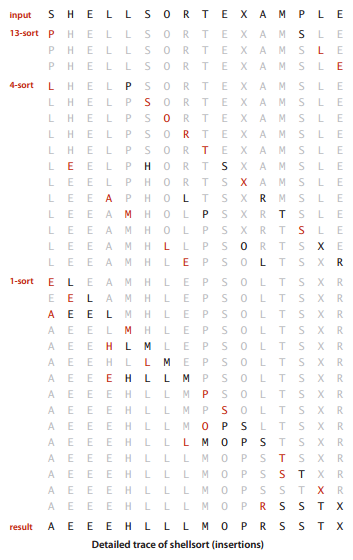 input S H E L L S O R T E X A M P L E
13-sort P H E L L S O R T E X A M S L E
P H E L L S O R T E X A M S L E
P H E L L S O R T E X A M S L E
4-sort L H E L P S O R T E X A M S L E
L H E L P S O R T E X A M S L E
L H E L P S O R T E X A M S L E
L H E L P S O R T E X A M S L E
L H E L P S O R T E X A M S L E
L E E L P H O R T S X A M S L E
L E E L P H O R T S X A M S L E
L E E A P H O L T S X R M S L E
L E E A M H O L P S X R T S L E
L E E A M H O L P S X R T S L E
L E E A M H L L P S O R T S X E
L E E A M H L E P S O L T S X R
1-sort E L E A M H L E P S O L T S X R
E E L A M H L E P S O L T S X R
A E E L M H L E P S O L T S X R
A E E L M H L E P S O L T S X R
A E E H L M L E P S O L T S X R
A E E H L L M E P S O L T S X R
A E E E H L L M P S O L T S X R
A E E E H L L M P S O L T S X R
A E E E H L L M P S O L T S X R
A E E E H L L M O P S L T S X R
A E E E H L L L M O P S T S X R
A E E E H L L L M O P S T S X R
A E E E H L L L M O P S S T X R
A E E E H L L L M O P S S T X R
A E E E H L L L M O P R S S T X
result A E E E H L L L M O P R S S T X
Detailed trace of shellsort (insertions)